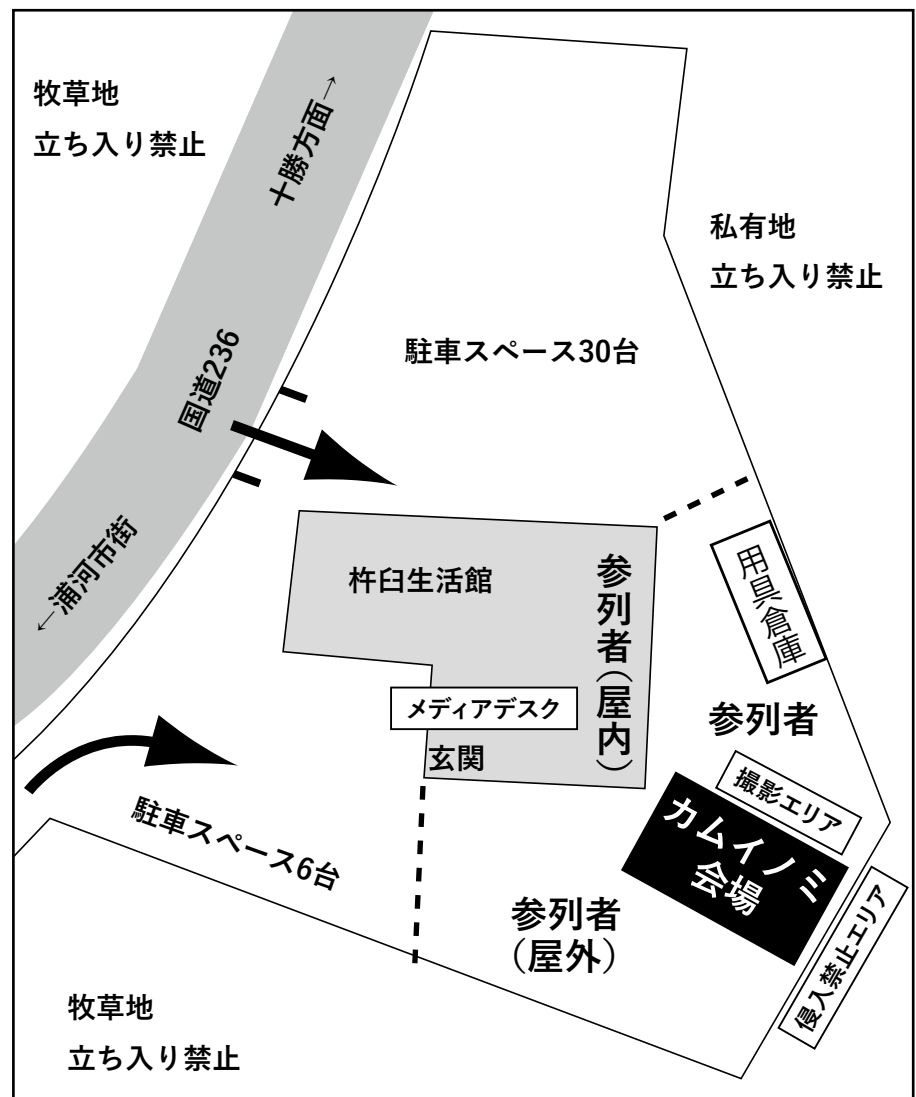 牧草地
立ち入り禁止
十勝方面→
私有地
立ち入り禁止
国道236
駐車スペース30台
←浦河市街
杵臼生活館
参列者(屋内)
用具倉庫
メディアデスク
玄関
参列者
撮影エリア
カムイノミ
会場
駐車スペース6台
参列者
(屋外)
侵入禁止エリア
牧草地
立ち入り禁止